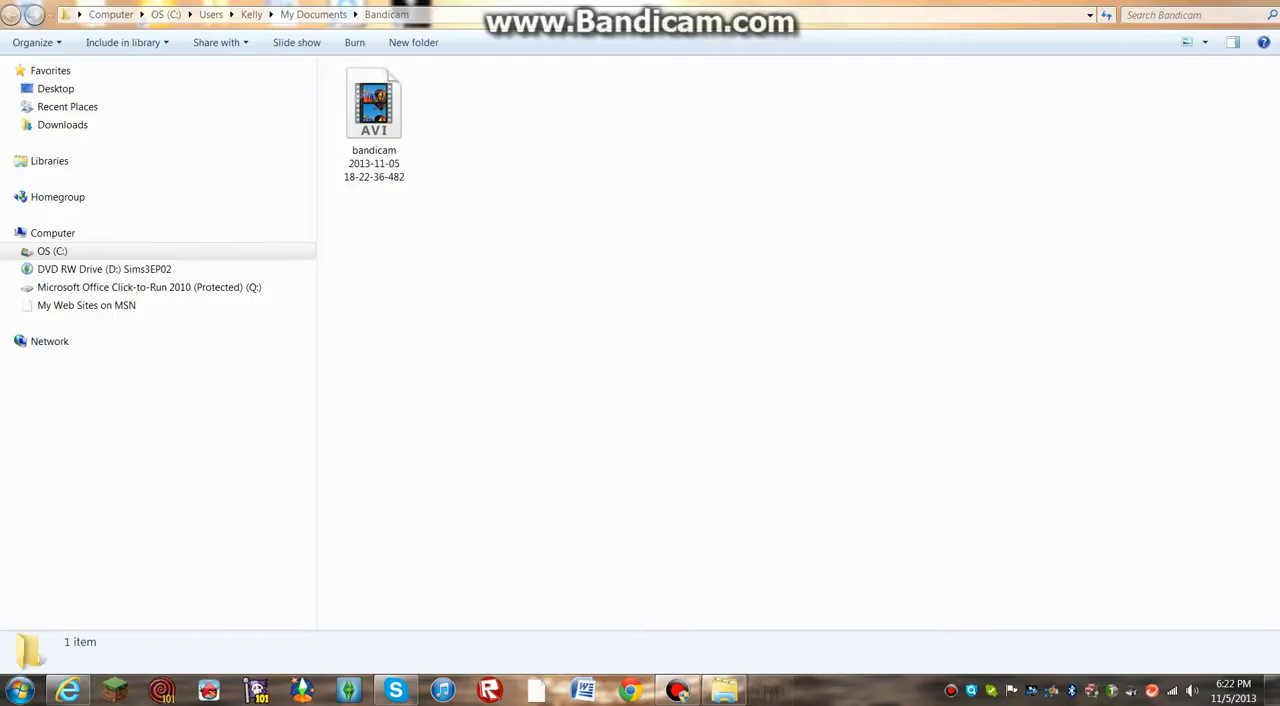 Computer OS (C:) Users Kelly My Documents Bandicam
www.Bandicam.com
Search Bandicam
Organize Include in library Share with Slide show Burn New folder
Favorites
Desktop
Recent Places
Downloads
Libraries
Homegroup
Computer
OS (C:)
DVD RW Drive (D:) Sims3EP02
Microsoft Office Click-to-Run 2010 (Protected) (Q:)
My Web Sites on MSN
Network
AVI
bandicam
2013-11-05
18-22-36-482
1 item
101
101
6:22 PM
11/5/2013